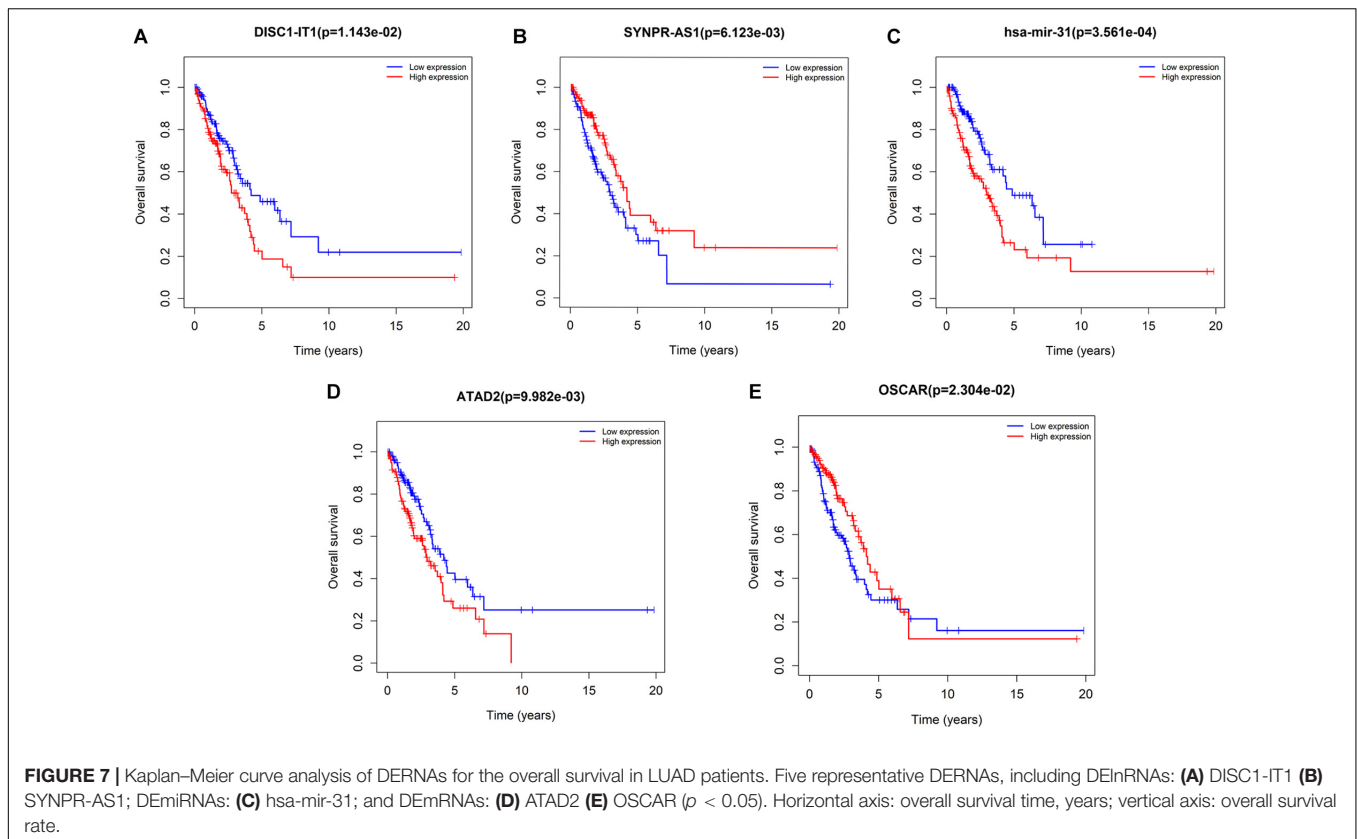 A
DISC1-IT1(p=1.143e-02)
Low expression
High expression
Overall survival
0.0 0.2 0.4 0.6 0.8 1.0
0 5 10 15 20
Time (years)
B
SYNPR-AS1(p=6.123e-03)
Low expression
High expression
Overall survival
0.0 0.2 0.4 0.6 0.8 1.0
0 5 10 15 20
Time (years)
C
hsa-mir-31(p=3.561e-04)
Low expression
High expression
Overall survival
0.0 0.2 0.4 0.6 0.8 1.0
0 5 10 15 20
Time (years)
D
ATAD2(p=9.982e-03)
Low expression
High expression
Overall survival
0.0 0.2 0.4 0.6 0.8 1.0
0 5 10 15 20
Time (years)
E
OSCAR(p=2.304e-02)
Low expression
High expression
Overall survival
0.0 0.2 0.4 0.6 0.8 1.0
0 5 10 15 20
Time (years)
FIGURE 7 | Kaplan–Meier curve analysis of DERNAs for the overall survival in LUAD patients. Five representative DERNAs, including DElnRNAs: (A) DISC1-IT1 (B)
SYNPR-AS1; DEmiRNAs: (C) hsa-mir-31; and DEmRNAs: (D) ATAD2 (E) OSCAR (p < 0.05). Horizontal axis: overall survival time, years; vertical axis: overall survival
rate.